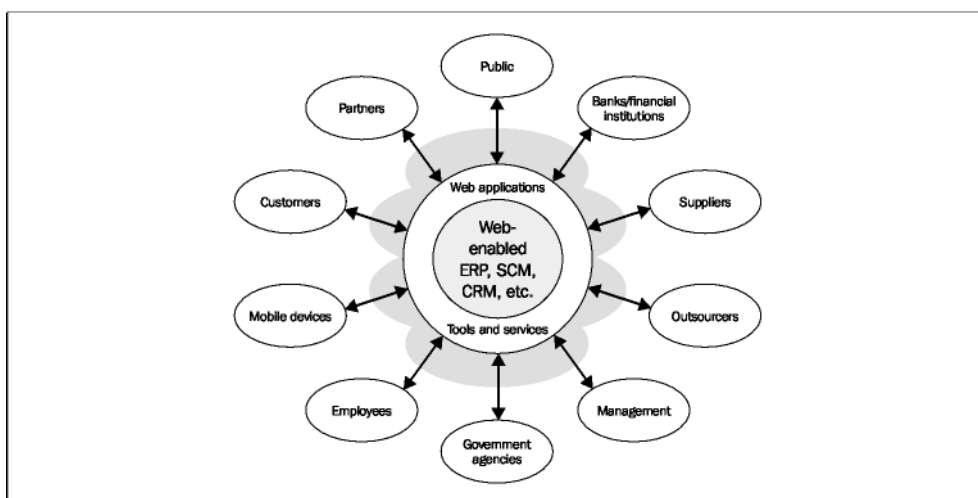 Public
Partners
Banks/financial
institutions
Web applications
Customers
Suppliers
Web-
enabled
ERP, SCM,
CRM, etc.
Mobile devices
Outsourcers
Tools and services
Employees
Management
Government
agencies